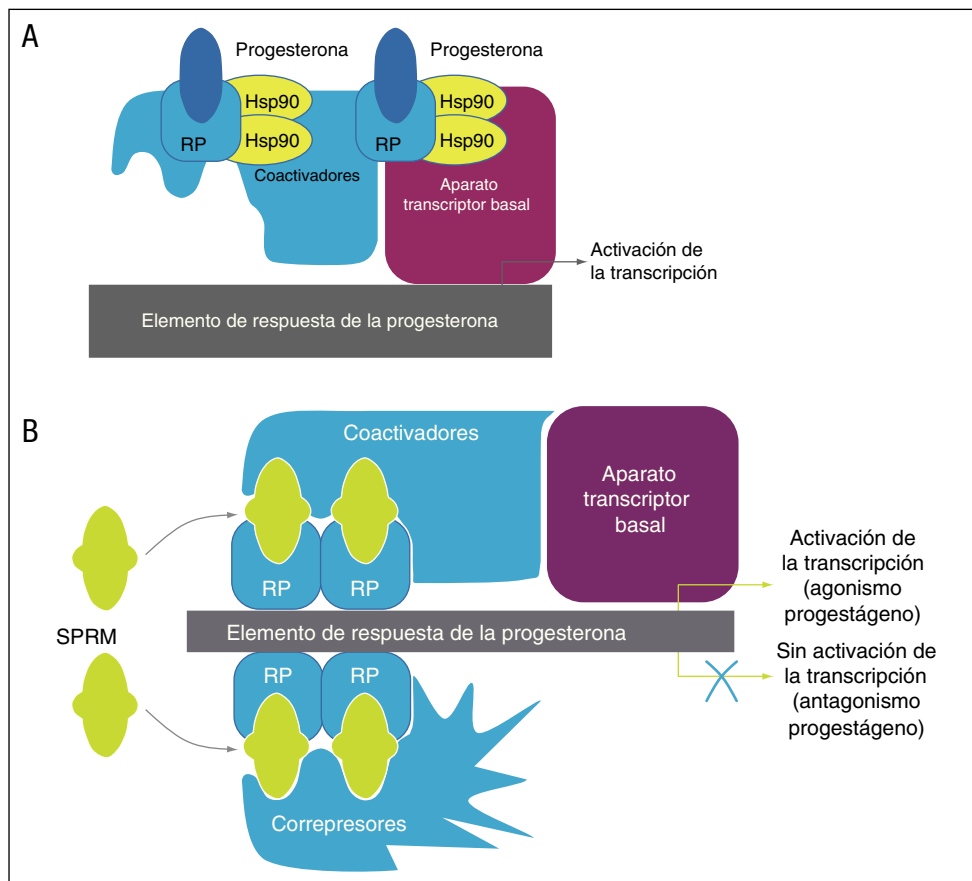 A
Progesterona
Progesterona
Hsp90
Hsp90
RP
Hsp90
Hsp90
RP
Coactivadores
Aparato
transcriptor basal
Activación de
la transcripción
Elemento de respuesta de la progesterona
B
Coactivadores
Aparato
transcriptor
basal
RP
RP
Activación de
la transcripción
(agonismo
progestágeno)
SPRM
Elemento de respuesta de la progesterona
RP
RP
Sin activación de
la transcripción
(antagonismo
progestágeno)
Correpresores